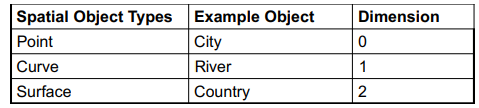 Spatial Object Types Example Object Dimension
Point City 0
Curve River 1
Surface Country 2